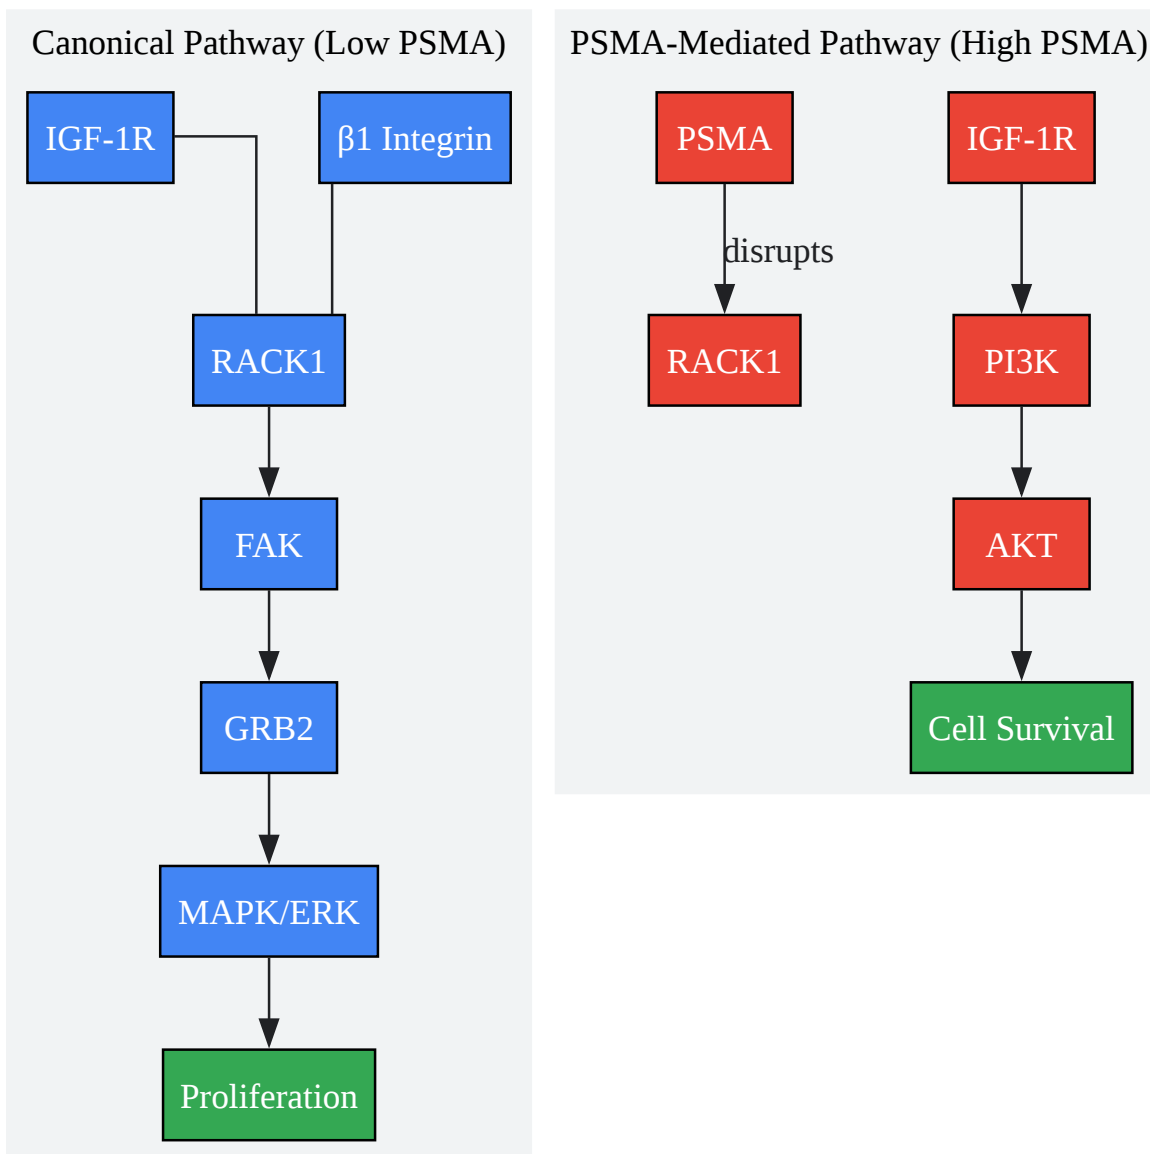 Canonical Pathway (Low PSMA)
IGF-1R
β1 Integrin
RACK1
FAK
GRB2
MAPK/ERK
Proliferation
PSMA-Mediated Pathway (High PSMA)
PSMA
IGF-1R
disrupts
RACK1
PI3K
AKT
Cell Survival